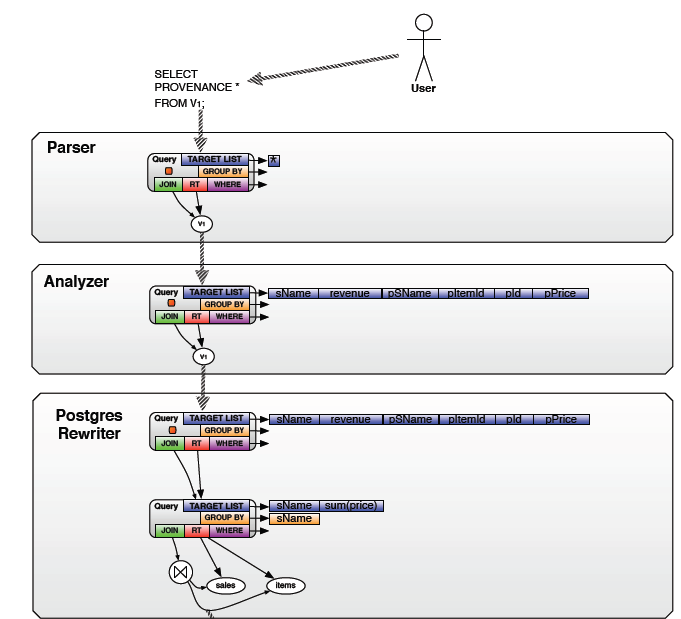 User
SELECT
PROVENANCE *
FROM V1;
Parser
Query TARGET LIST *
GROUP BY
JOIN RT WHERE
V1
Analyzer
Query TARGET LIST sName revenue pSName pItemId pId pPrice
GROUP BY
JOIN RT WHERE
V1
Postgres
Rewriter
Query TARGET LIST sName revenue pSName pItemId pId pPrice
GROUP BY
JOIN RT WHERE
Query TARGET LIST sName sum(price)
GROUP BY sName
JOIN RT WHERE
sales items